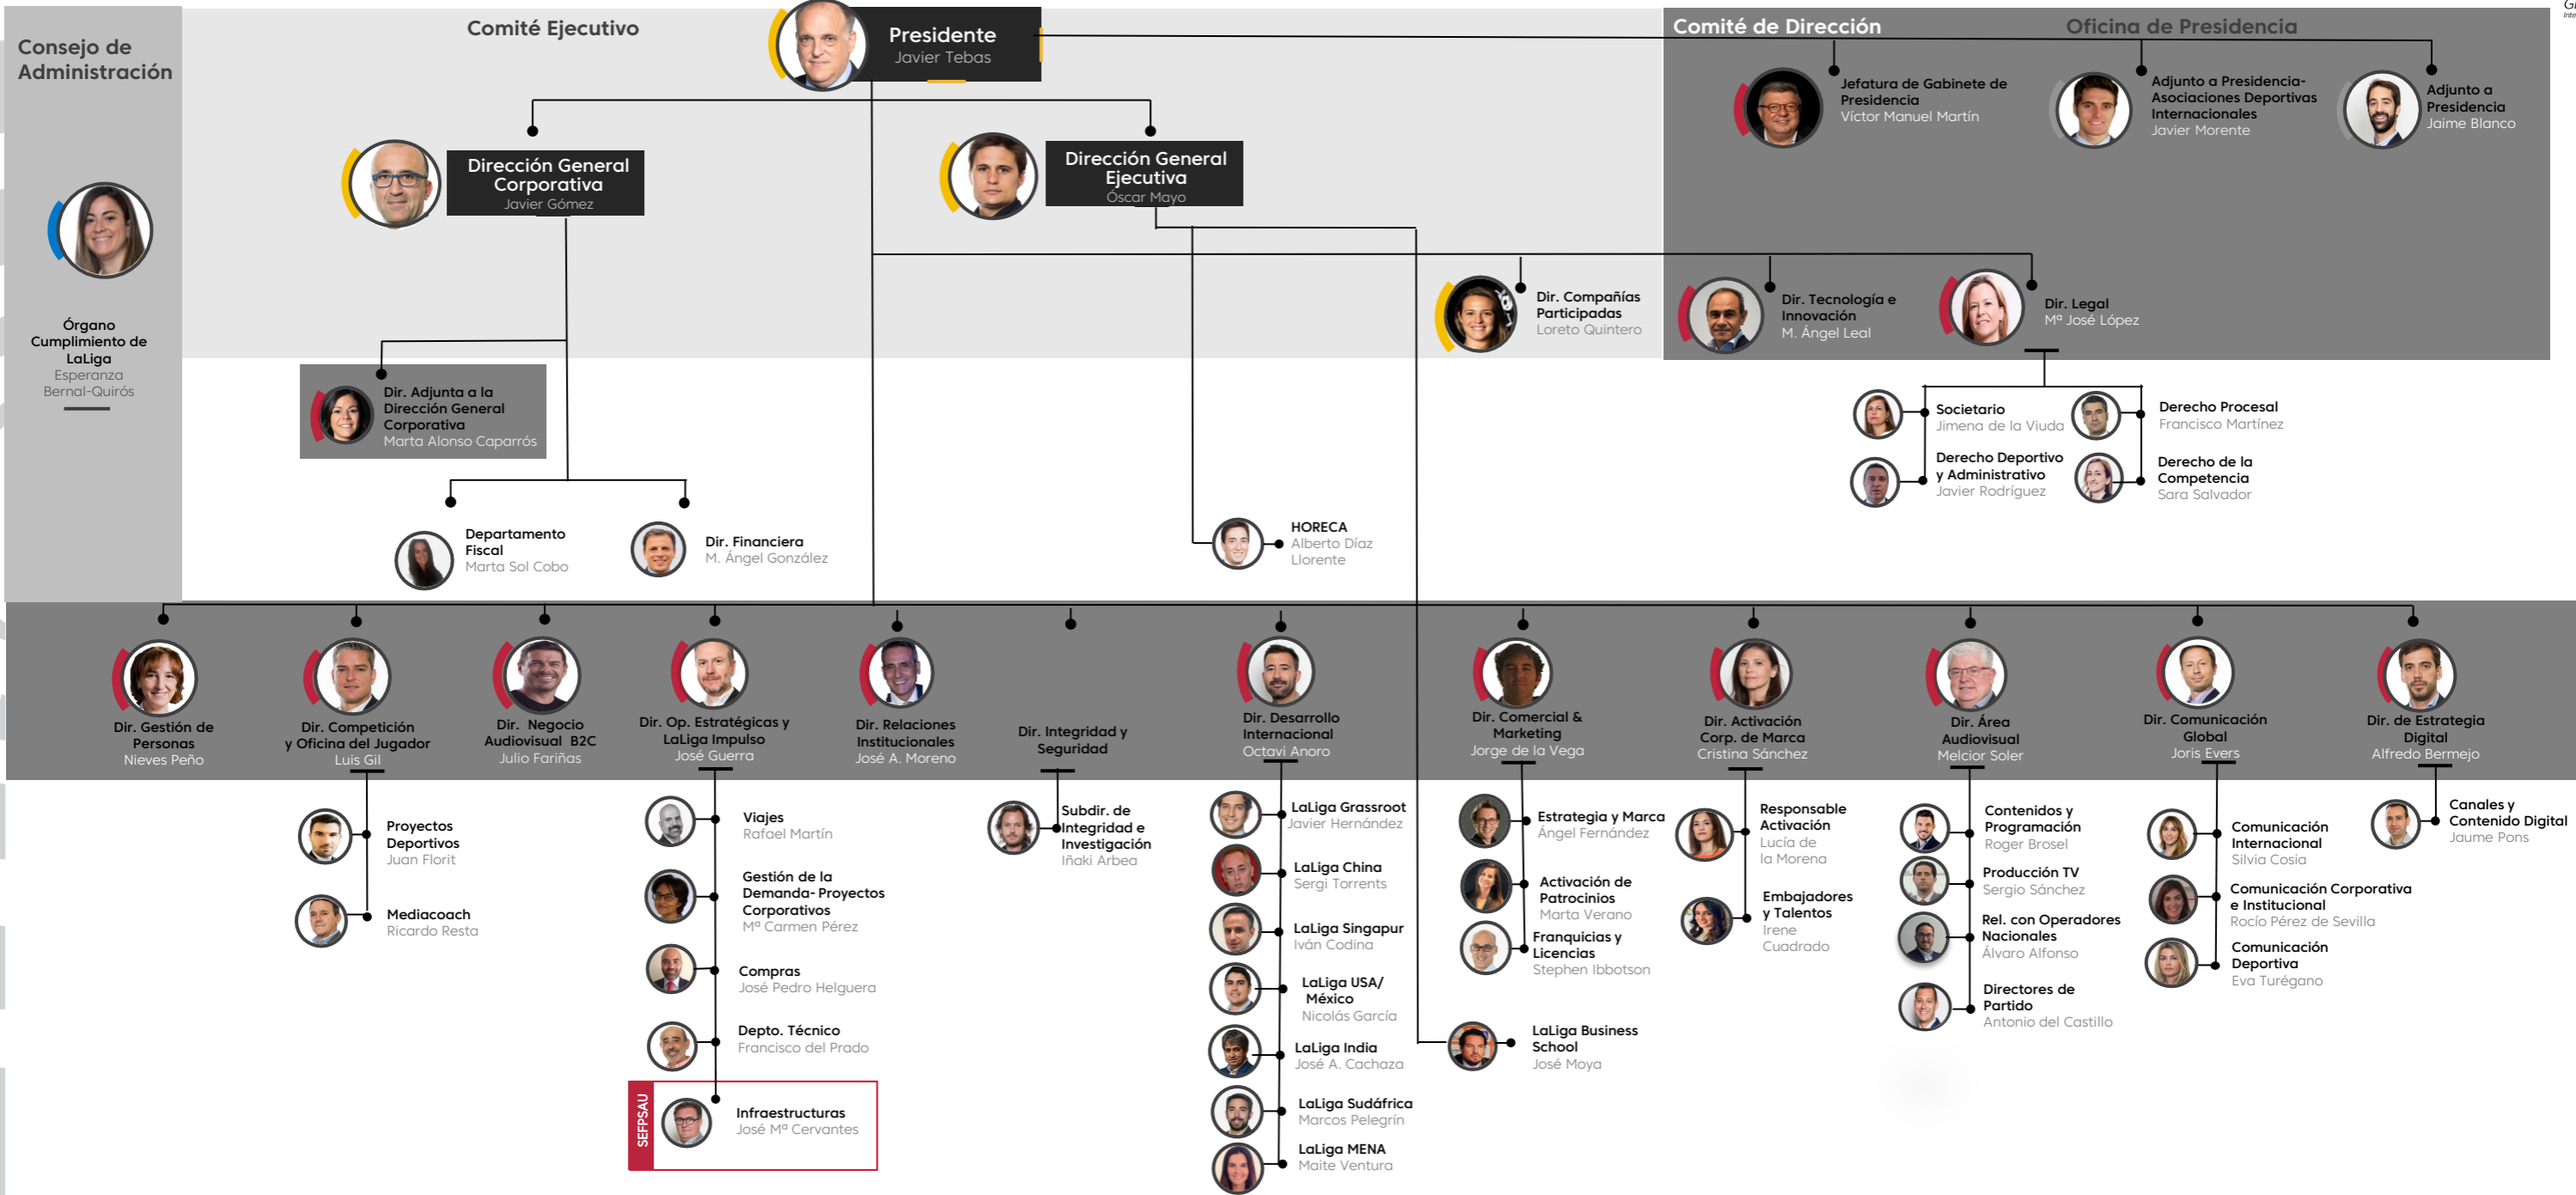 Consejo de
Administración
Órgano
Cumplimiento de
LaLiga
Esperanza
Bernal-Quirós
Comité Ejecutivo
Presidente
Javier Tebas
Comité de Dirección
Oficina de Presidencia
Jefatura de Gabinete de
Presidencia
Víctor Manuel Martín
Adjunto a Presidencia-
Asociaciones Deportivas
Internacionales
Javier Morente
Adjunto a
Presidencia
Jaime Blanco
Dirección General
Corporativa
Javier Gómez
Dirección General
Ejecutiva
Óscar Mayo
Dir. Compañías
Participadas
Loreto Quintero
Dir. Tecnología e
Innovación
M. Ángel Leal
Dir. Legal
Mª José López
Dir. Adjunta a la
Dirección General
Corporativa
Marta Alonso Caparrós
Societario
Jimena de la Viuda
Derecho Procesal
Francisco Martínez
Derecho Deportivo
y Administrativo
Javier Rodríguez
Derecho de la
Competencia
Sara Salvador
Departamento
Fiscal
Marta Sol Cobo
Dir. Financiera
M. Ángel González
HORECA
Alberto Díaz
Llorente
Dir. Gestión de
Personas
Nieves Peño
Dir. Competición
y Oficina del Jugador
Luis Gil
Dir. Negocio
Audiovisual B2C
Julio Fariñas
Dir. Op. Estratégicas y
LaLiga Impulso
José Guerra
Dir. Relaciones
Institucionales
José A. Moreno
Dir. Integridad y
Seguridad
Dir. Desarrollo
Internacional
Octavi Anoro
Dir. Comercial &
Marketing
Jorge de la Vega
Dir. Activación
Corp. de Marca
Cristina Sánchez
Dir. Área
Audiovisual
Melcior Soler
Dir. Comunicación
Global
Joris Evers
Dir. de Estrategia
Digital
Alfredo Bermejo
Proyectos
Deportivos
Juan Florit
Mediacoach
Ricardo Resta
Viajes
Rafael Martín
Gestión de la
Demanda- Proyectos
Corporativos
Mª Carmen Pérez
Compras
José Pedro Helguera
Depto. Técnico
Francisco del Prado
SEFPSAU
Infraestructuras
José Mª Cervantes
Subdir. de
Integridad e
Investigación
Iñaki Arbea
LaLiga Grassroot
Javier Hernández
LaLiga China
Sergi Torrents
LaLiga Singapur
Iván Codina
LaLiga USA/
México
Nicolás García
LaLiga India
José A. Cachaza
LaLiga Sudáfrica
Marcos Pelegrín
LaLiga MENA
Maite Ventura
Estrategia y Marca
Ángel Fernández
Activación de
Patrocinios
Marta Verano
Franquicias y
Licencias
Stephen Ibbotson
LaLiga Business
School
José Moya
Responsable
Activación
Lucía de
la Morena
Embajadores
y Talentos
Irene
Cuadrado
Contenidos y
Programación
Roger Brosel
Producción TV
Sergio Sánchez
Rel. con Operadores
Nacionales
Álvaro Alfonso
Directores de
Partido
Antonio del Castillo
Comunicación
Internacional
Silvia Cosia
Comunicación Corporativa
e Institucional
Rocío Pérez de Sevilla
Comunicación
Deportiva
Eva Turégano
Canales y
Contenido Digital
Jaume Pons